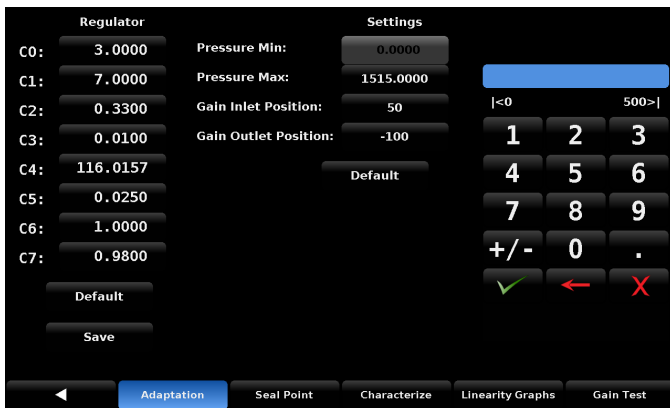 Regulator
Settings
C0: 3.0000
Pressure Min: 0.0000
C1: 7.0000
Pressure Max: 1515.0000
C2: 0.3300
Gain Inlet Position: 50
|<0 500>|
C3: 0.0100
Gain Outlet Position: -100
1 2 3
C4: 116.0157
Default
4 5 6
C5: 0.0250
7 8 9
C6: 1.0000
+/- 0 .
C7: 0.9800
X
Default
Save
Adaptation
Seal Point
Characterize
Linearity Graphs
Gain Test